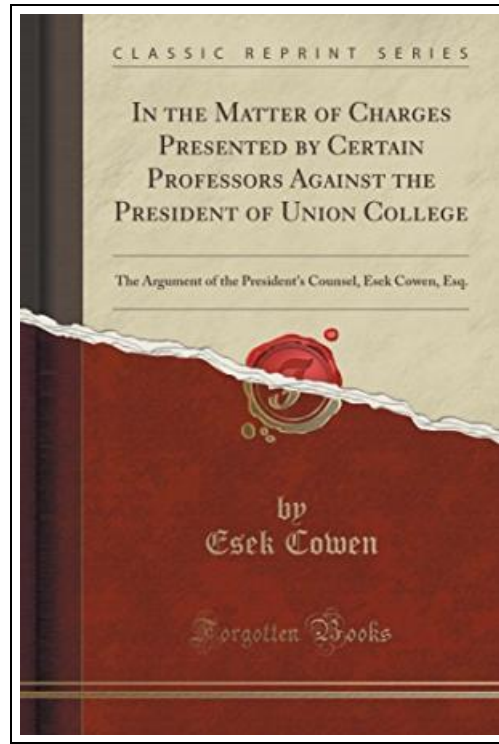 CLASSIC REPRINT SERIES
IN THE MATTER OF CHARGES
PRESENTED BY CERTAIN
PROFESSORS AGAINST THE
PRESIDENT OF UNION COLLEGE
The Argument of the President's Counsel, Esek Cowen, Esq.
by
Esek Cowen
Forgotten Books